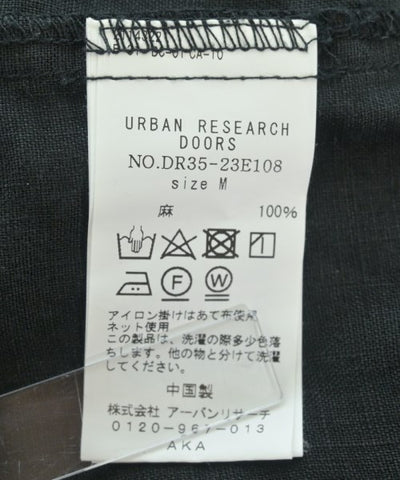 URBAN RESEARCH
DOORS
NO.DR35-23E108
size M
麻 100%
F W
アイロン掛けはあて布使用
ネット使用
この製品は、洗濯の際多少色落
ちします。他の物と分けて洗濯
してください。
中国製
株式会社 アーバンリサーチ
0120-967-013
AKA